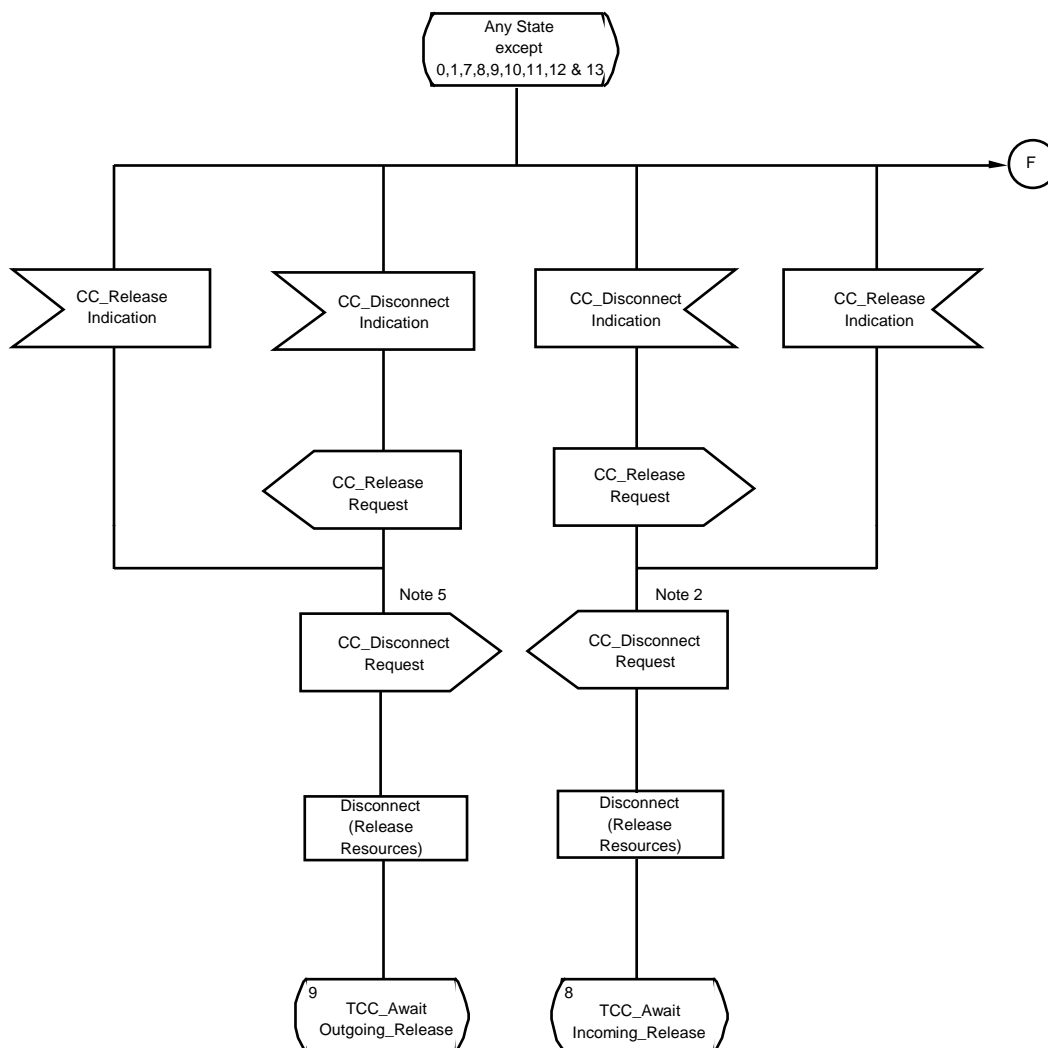 Any State
except
0,1,7,8,9,10,11,12 & 13
F
CC_Release
Indication
CC_Disconnect
Indication
CC_Disconnect
Indication
CC_Release
Indication
CC_Release
Request
CC_Release
Request
Note 5
Note 2
CC_Disconnect
Request
CC_Disconnect
Request
Disconnect
(Release
Resources)
Disconnect
(Release
Resources)
9
TCC_Await
Outgoing_Release
8
TCC_Await
Incoming_Release